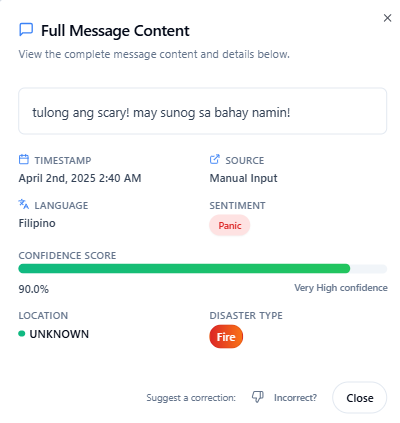 Full Message Content
View the complete message content and details below.
tulong ang scary! may sunog sa bahay namin!
TIMESTAMP
April 2nd, 2025 2:40 AM
SOURCE
Manual Input
LANGUAGE
Filipino
SENTIMENT
Panic
CONFIDENCE SCORE
90.0%
Very High confidence
LOCATION
UNKNOWN
DISASTER TYPE
Fire
Suggest a correction:
Incorrect?
Close